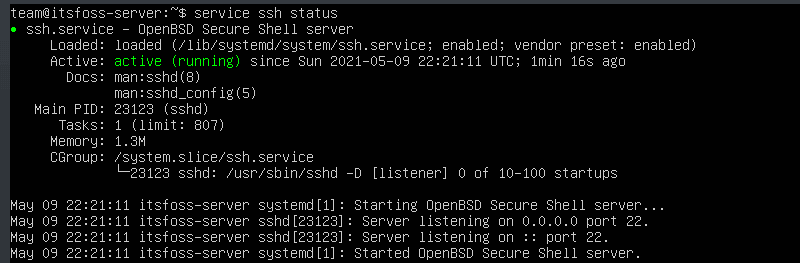 team@itsfoss-server:~$ service ssh status
● ssh.service - OpenBSD Secure Shell server
Loaded: loaded (/lib/systemd/system/ssh.service; enabled; vendor preset: enabled)
Active: active (running) since Sun 2021-05-09 22:21:11 UTC; 1min 16s ago
Docs: man:sshd(8)
man:sshd_config(5)
Main PID: 23123 (sshd)
Tasks: 1 (limit: 807)
Memory: 1.3M
CGroup: /system.slice/ssh.service
└─23123 sshd: /usr/sbin/sshd -D [listener] 0 of 10-100 startups
May 09 22:21:11 itsfoss-server systemd[1]: Starting OpenBSD Secure Shell server...
May 09 22:21:11 itsfoss-server sshd[23123]: Server listening on 0.0.0.0 port 22.
May 09 22:21:11 itsfoss-server sshd[23123]: Server listening on :: port 22.
May 09 22:21:11 itsfoss-server systemd[1]: Started OpenBSD Secure Shell server.